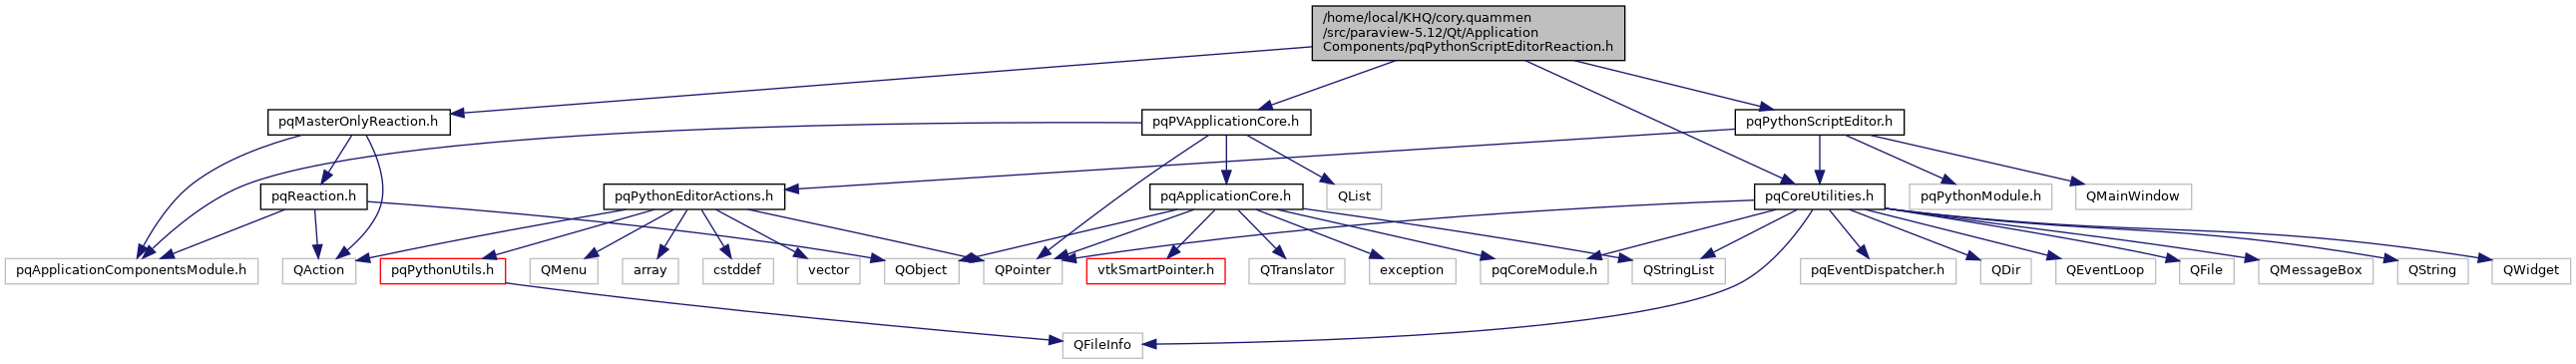 /home/local/KHQ/cory.quammen
/src/paraview-5.12/Qt/Application
Components/pqPythonScriptEditorReaction.h
pqMasterOnlyReaction.h
pqPVApplicationCore.h
pqPythonScriptEditor.h
pqReaction.h
pqPythonEditorActions.h
pqApplicationCore.h
QList
pqCoreUtilities.h
pqPythonModule.h
QMainWindow
pqApplicationComponentsModule.h
QAction
pqPythonUtils.h
QMenu
array
cstddef
vector
QObject
QPointer
vtkSmartPointer.h
QTranslator
exception
pqCoreModule.h
QStringList
pqEventDispatcher.h
QDir
QEventLoop
QFile
QMessageBox
QString
QWidget
QFileInfo